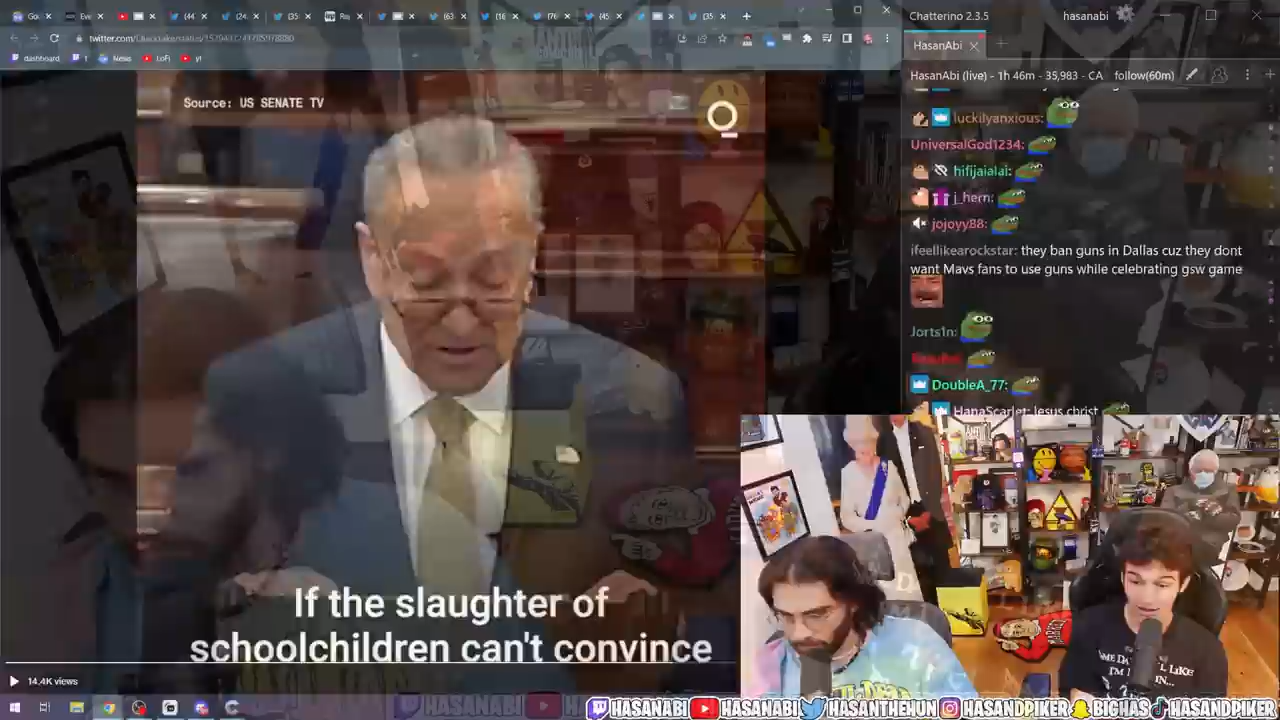 Chatterino 2.3.5
hasanabi
HasanAbi
dashboard
News
LoFi
yt
HasanAbi (live) - 1h 46m - 35,983 - CA
follow(60m)
Source: US SENATE TV
luckilyanxious:
UniversalGod1234:
hifijaialai:
j_hern:
jojoyy88:
ifeellikearockstar: they ban guns in Dallas cuz they dont
want Mavs fans to use guns while celebrating gsw game
Jorts1n:
DoubleA_77:
HanaScarlet: Jesus christ
If the slaughter of
schoolchildren can't convince
14.4K views
HASANABI
HASANABI
HASANTHEHUN
HASANDPIKER
BIGHAS
HASANDPIKER